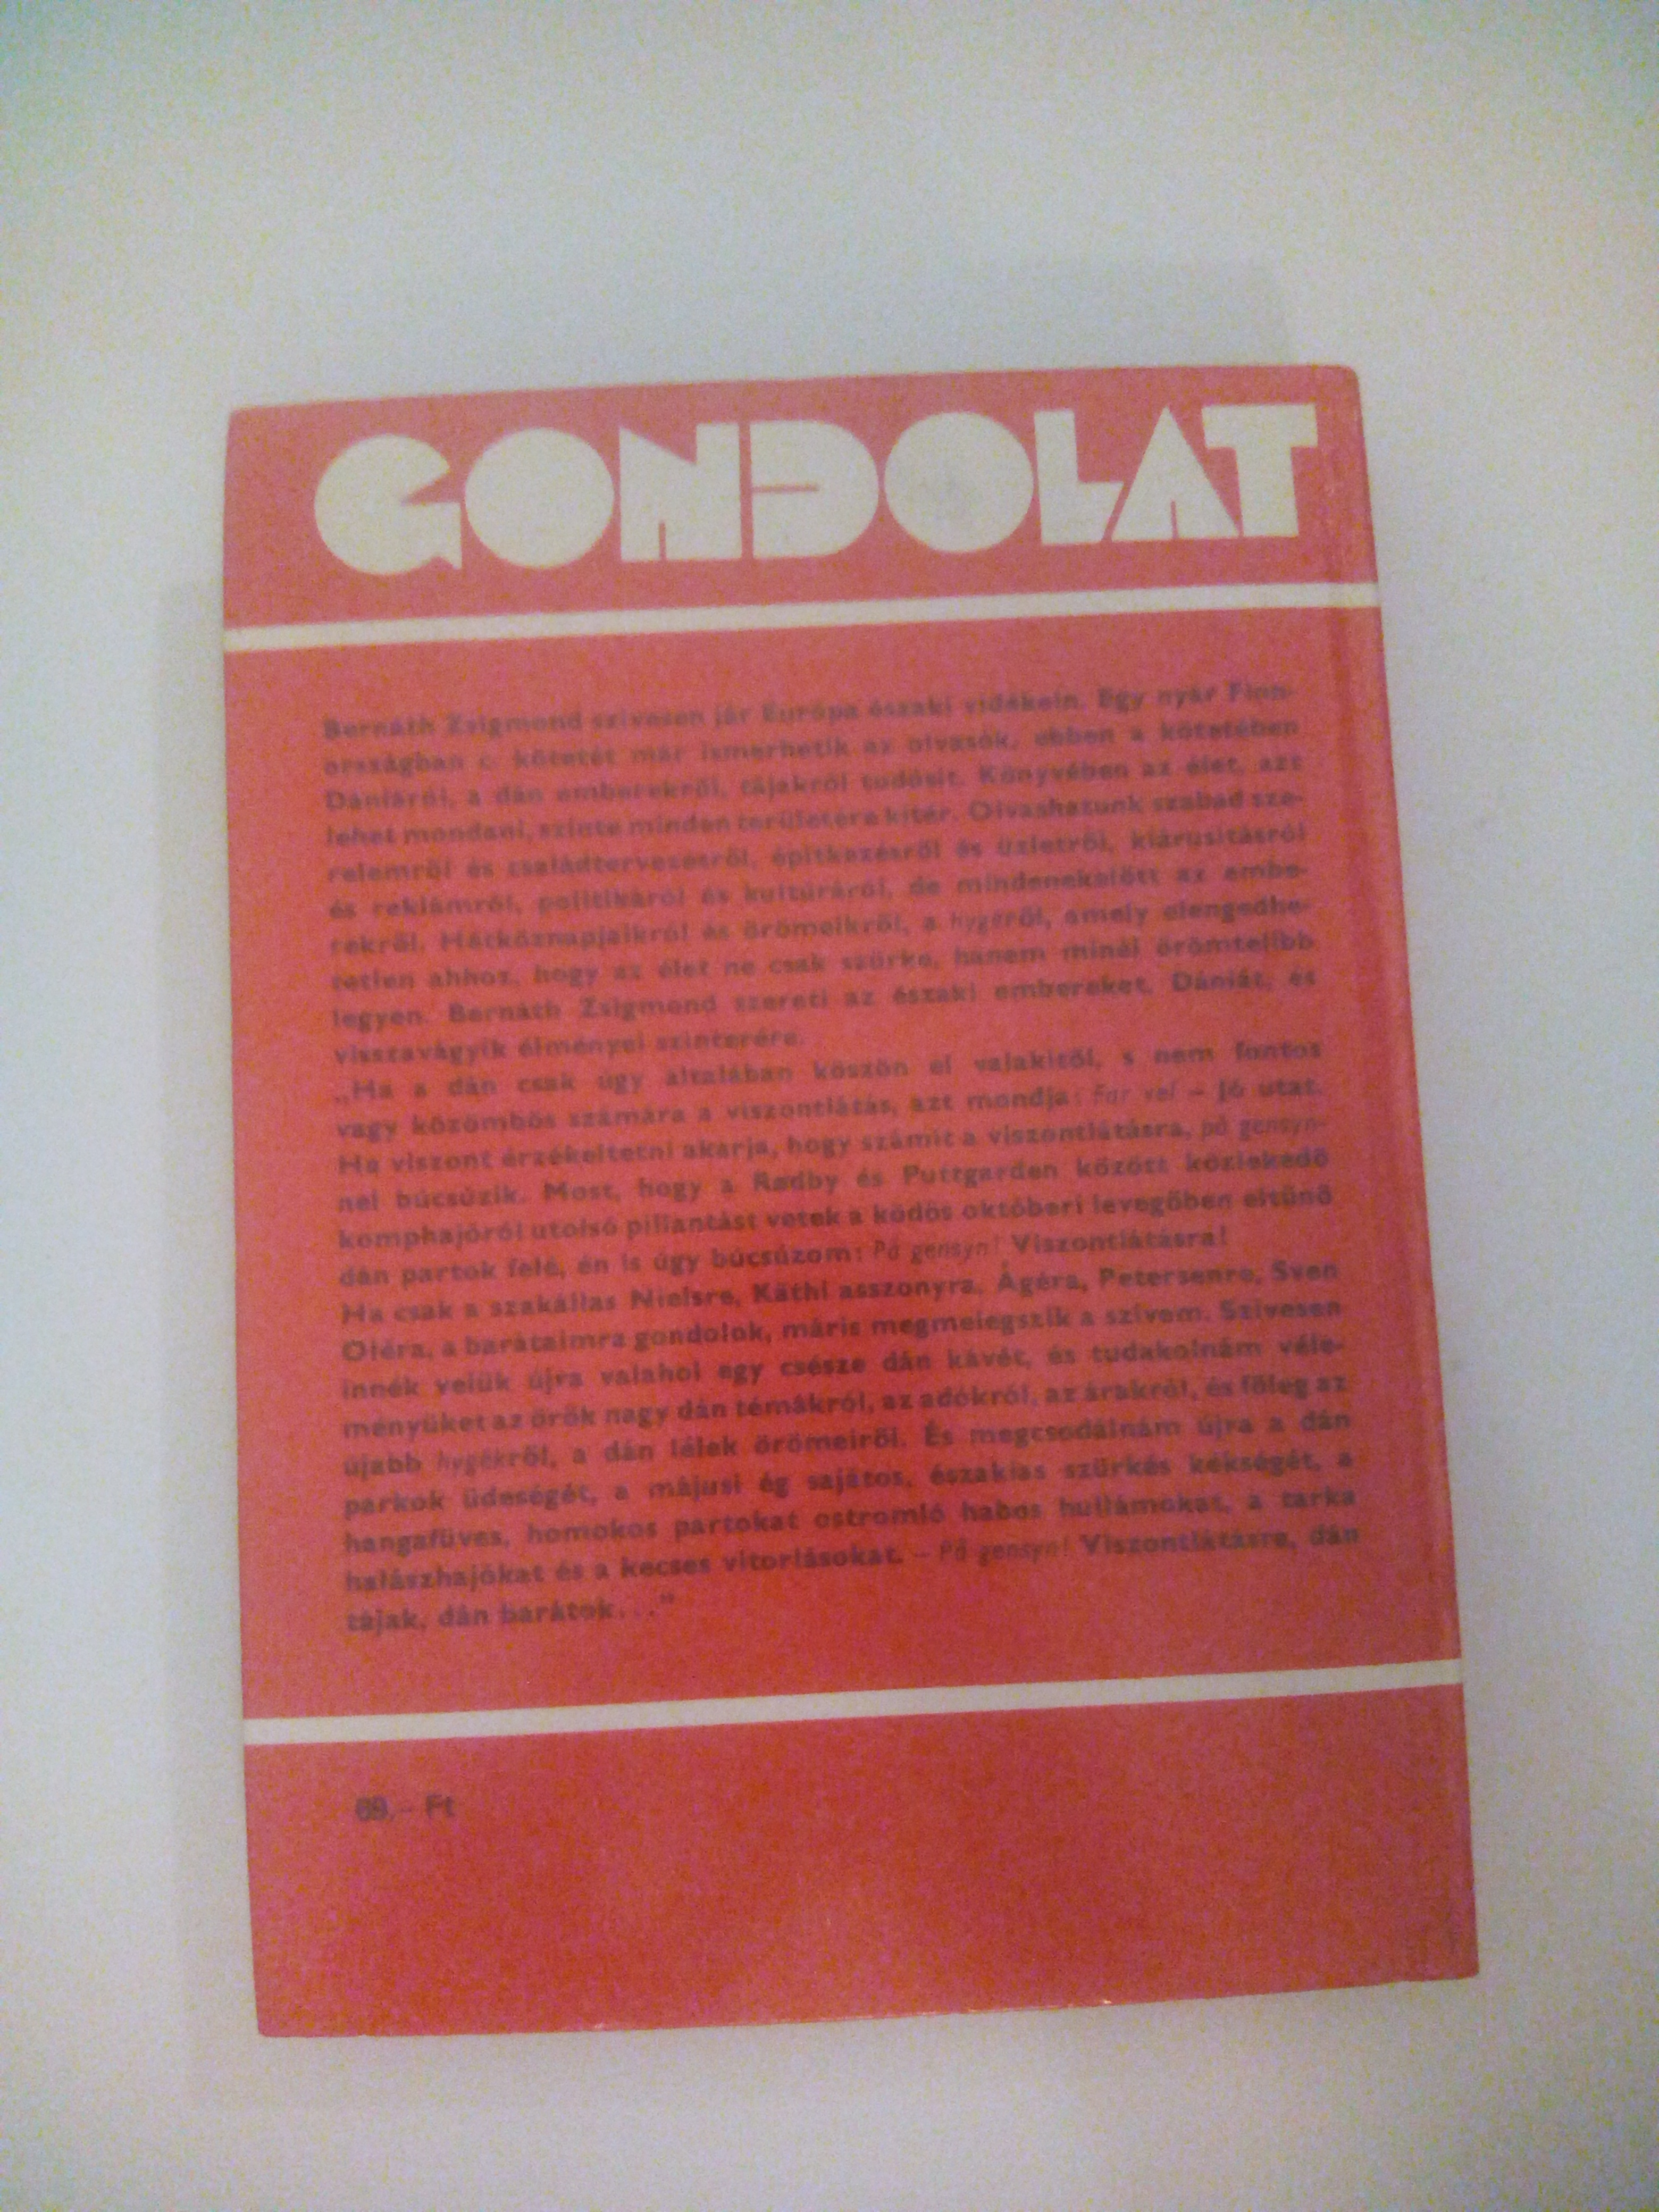 GONDOLAT
Bernáth Zsigmond szívesen jár Európa északi vidékein. Egy nyár Finn-
országban c. kötetét már ismerhetik az olvasók, ebben a kötetében
Dániáról, a dán emberekről, tájakról tudósít. Könyvében az élet, azt
lehet mondani, szinte minden területére kitér. Olvashatunk szabad sze-
relemről és családtervezésről, építkezésről és üzletről, kiárusításról
és reklámról, politikáról és kultúráról, de mindenekelőtt az embe-
rekről. Hétköznapjaikról és örömeikről, a hygéről, amely elengedhe-
tetlen ahhoz, hogy az élet ne csak szürke, hanem minél örömtelibb
legyen. Bernáth Zsigmond szereti az északi embereket, Dániát, és
visszavágyik élményei színterére.
„Ha a dán csak úgy általában köszön el valakitől, s nem fontos
vagy közömbös számára a viszontlátás, azt mondja: Far vel – Jó utat.
Ha viszont érzékeltetni akarja, hogy számít a viszontlátásra, på gensyn-
nel búcsúzik. Most, hogy a Rødby és Puttgarden között közlekedő
komphajóról utolsó pillantást vetek a ködös októberi levegőben eltűnő
dán partok felé, én is úgy búcsúzom: På gensyn! Viszontlátásra!
Ha csak a szakállas Nielsre, Käthi asszonyra, Ågéra, Petersenre, Sven
Oléra, a barátaimra gondolok, máris megmelegszik a szívem. Szívesen
innék velük újra valahol egy csésze dán kávét, és tudakolnám véle-
ményüket az örök nagy dán témákról, az adókról, az árakról, és főleg az
újabb hygékről, a dán lélek örömeiről. És megcsodálnám újra a dán
parkok üdeségét, a májusi ég sajátos, északias szürkés kékségét, a
hangafüves, homokos partokat ostromló habos hullámokat, a tarka
halászhajókat és a kecses vitorlásokat. – På gensyn! Viszontlátásra, dán
tájak, dán barátok. . ."
69,– Ft